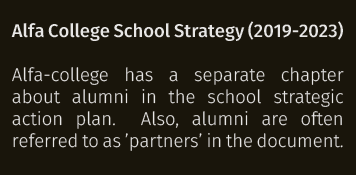 Alfa College School Strategy (2019-2023)
Alfa-college has a separate chapter
about alumni in the school strategic
action plan. Also, alumni are often
referred to as ’partners’ in the document.